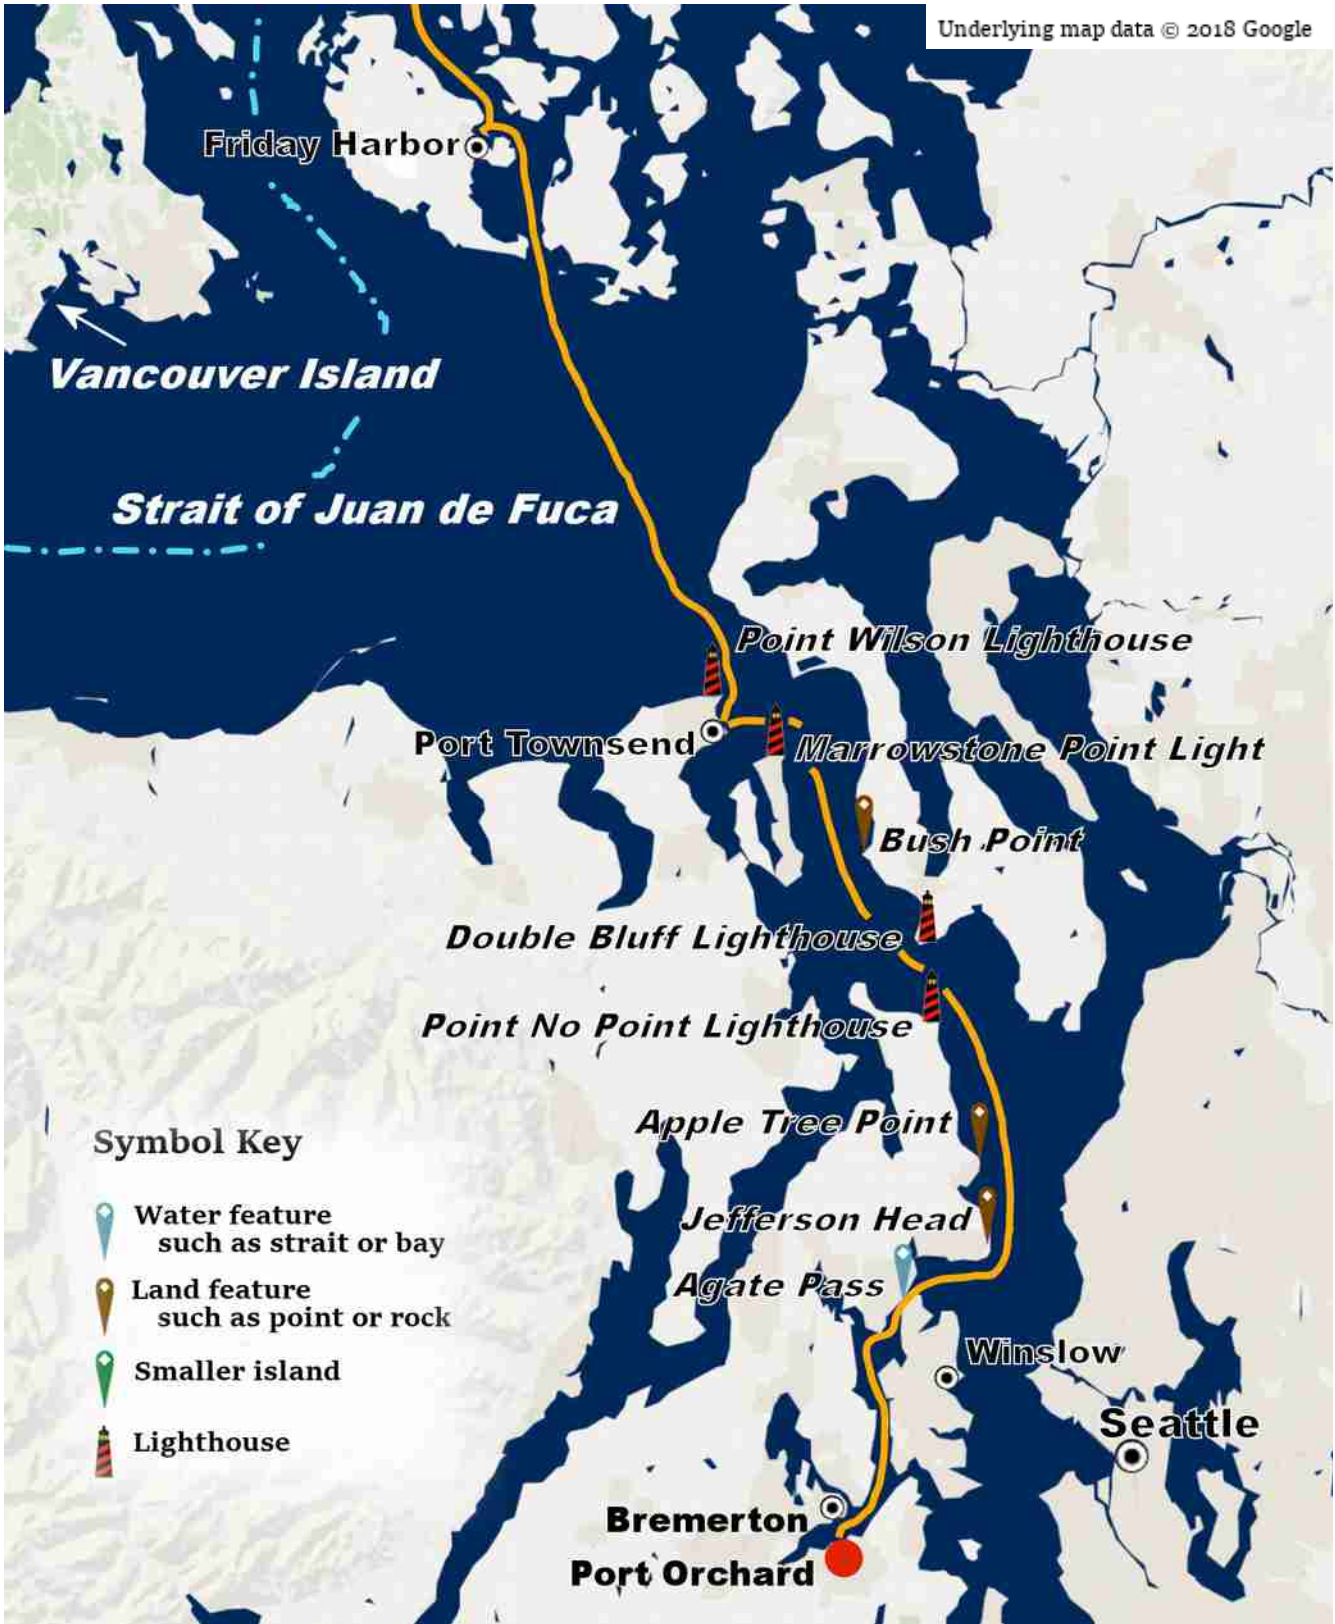 Underlying map data © 2018 Google
Friday Harbor
Vancouver Island
Strait of Juan de Fuca
Point Wilson Lighthouse
Port Townsend
Marrowstone Point Light
Bush Point
Double Bluff Lighthouse
Point No Point Lighthouse
Apple Tree Point
Symbol Key
Water feature
such as strait or bay
Land feature
such as point or rock
Smaller island
Lighthouse
Jefferson Head
Agate Pass
Winslow
Seattle
Bremerton
Port Orchard